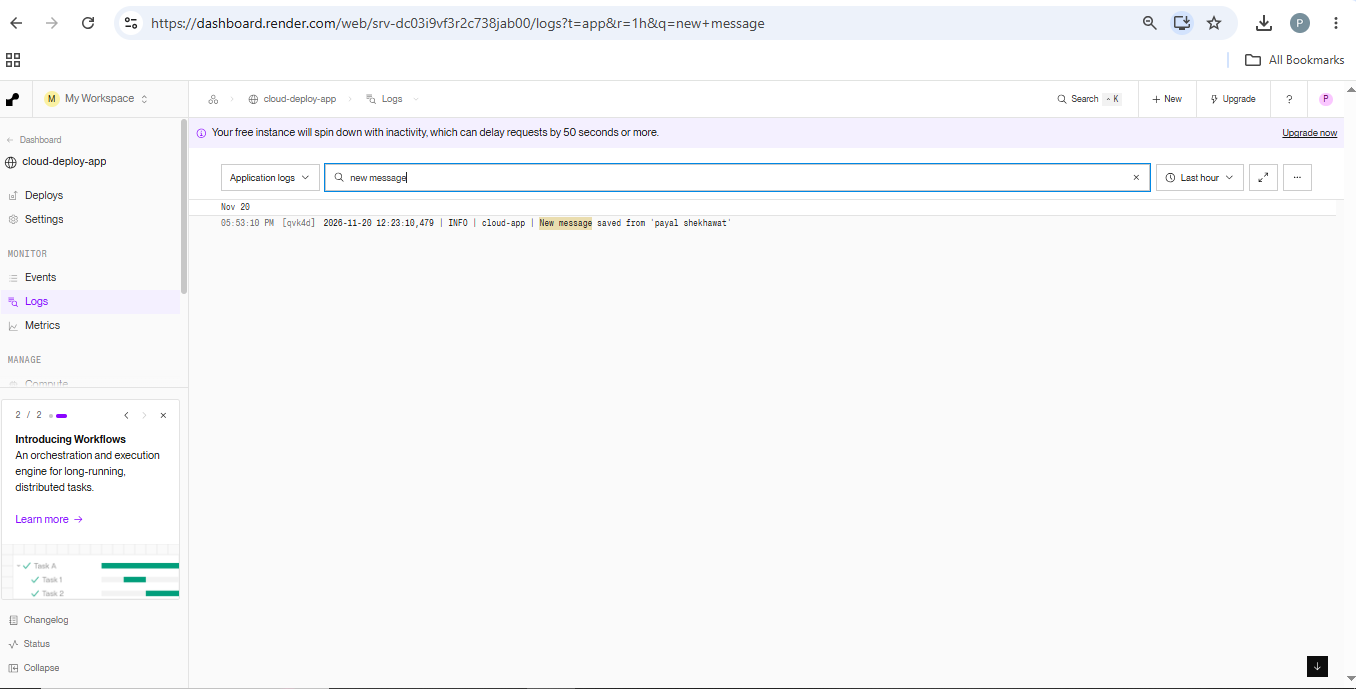 https://dashboard.render.com/web/srv-dc03i9vf3r2c738jab00/logs?t=app&r=1h&q=new+message
P
All Bookmarks
M My Workspace
cloud-deploy-app Logs
Search K
+ New
Upgrade
?
P
Your free instance will spin down with inactivity, which can delay requests by 50 seconds or more.
Upgrade now
← Dashboard
cloud-deploy-app
Deploys
Settings
MONITOR
Events
Logs
Metrics
MANAGE
Compute
Application logs
new message
Last hour
...
Nov 20
05:53:10 PM [qvk4d] 2026-11-20 12:23:10,479 | INFO | cloud-app | New message saved from 'payal shekhawat'
2 / 2
Introducing Workflows
An orchestration and execution
engine for long-running,
distributed tasks.
Learn more →
Task A
Task 1
Task 2
Changelog
Status
Collapse